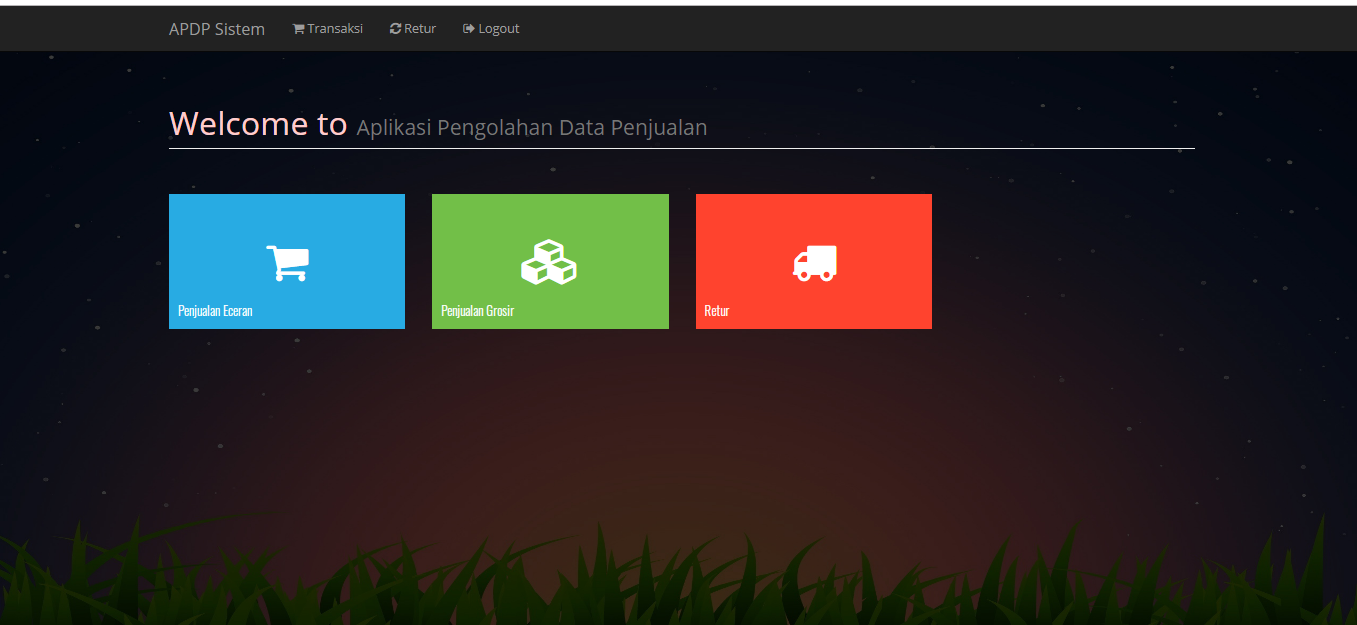 APDP Sistem Transaksi Retur Logout
Welcome to Aplikasi Pengolahan Data Penjualan
Penjualan Eceran
Penjualan Grosir
Retur